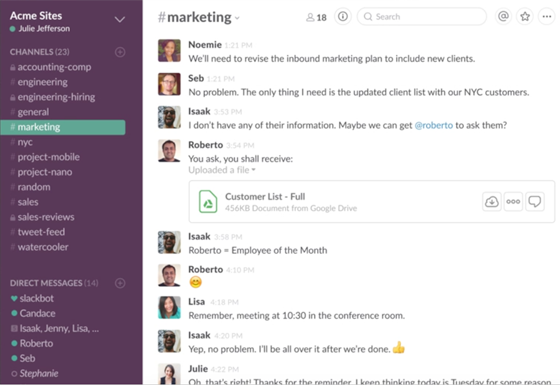 Acme Sites
Julie Jefferson
CHANNELS (23)
accounting-comp
# engineering
engineering-hiring
# general
# marketing
# nyc
# project-mobile
# project-nano
# random
# sales
sales-reviews
# tweet-feed
# watercooler
DIRECT MESSAGES (14)
slackbot
Candace
Isaak, Jenny, Lisa, ...
Roberto
Seb
Stephanie
#marketing
18
Search
Noemie 1:21 PM
We'll need to revise the inbound marketing plan to include new clients.
Seb 1:21 PM
No problem. The only thing I need is the updated client list with our NYC customers.
Isaak 3:53 PM
I don't have any of their information. Maybe we can get @roberto to ask them?
Roberto 3:54 PM
You ask, you shall receive:
Uploaded a file
Customer List - Full
456KB Document from Google Drive
Isaak 3:58 PM
Roberto = Employee of the Month
Roberto 4:10 PM
😊
Lisa 4:18 PM
Remember, meeting at 10:30 in the conference room.
Isaak 4:20 PM
Yep, no problem. I'll be all over it after we're done. 👍
Julie 4:22 PM
Oh, that's right! Thanks for the reminder. I keep thinking today is Tuesday for some reason